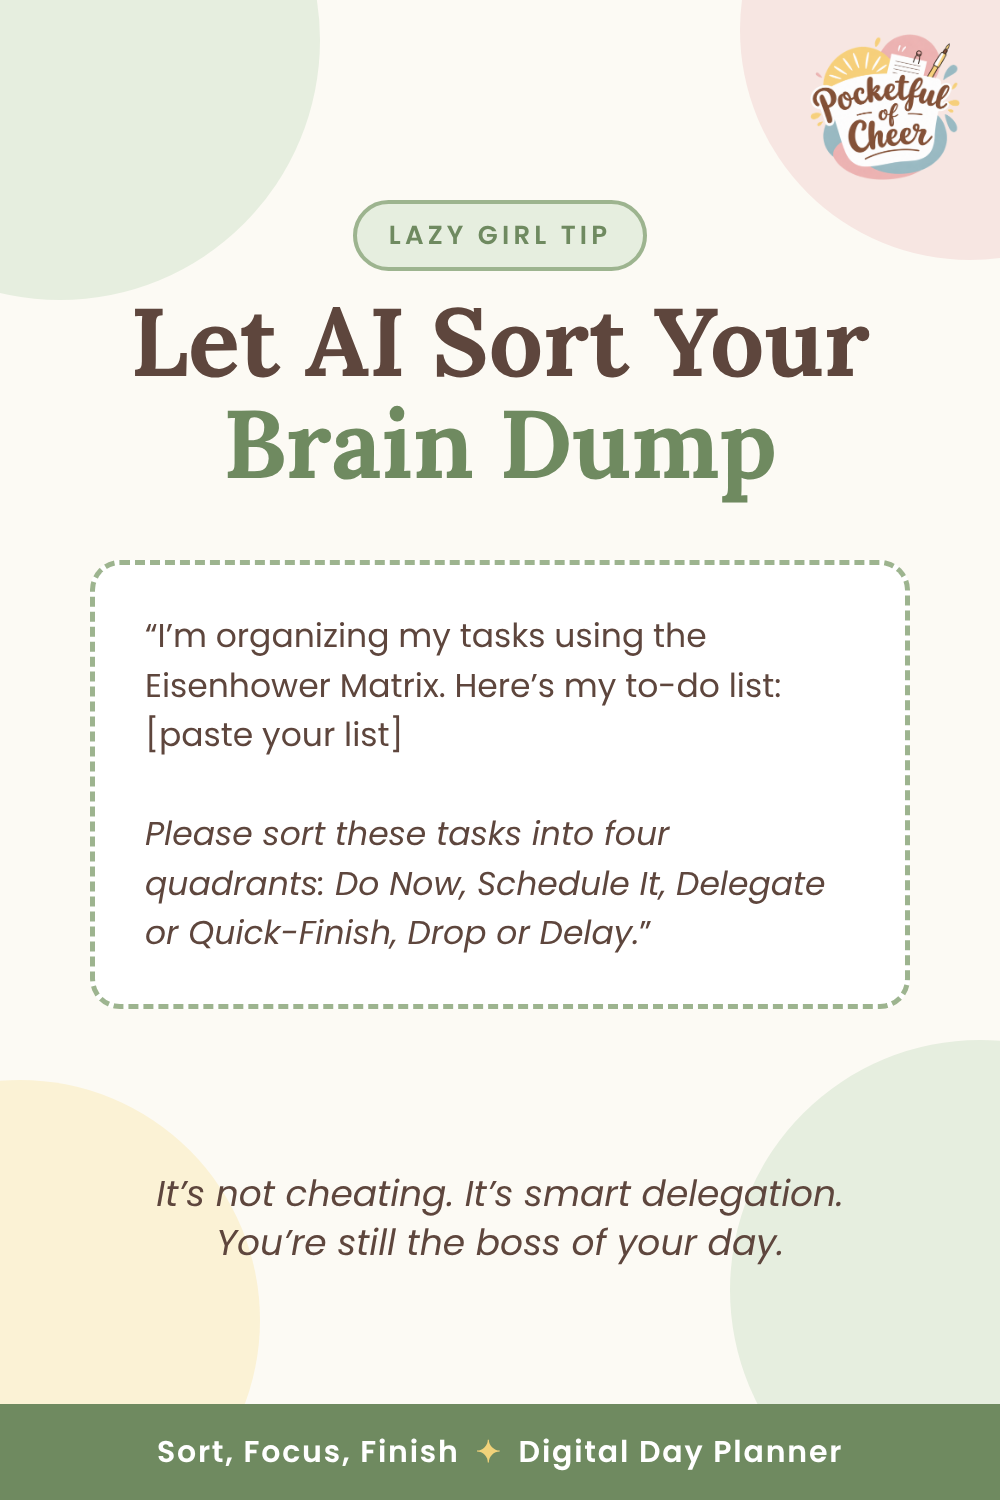 Pocketful
of
Cheer
LAZY GIRL TIP
Let AI Sort Your
Brain Dump
“I’m organizing my tasks using the
Eisenhower Matrix. Here’s my to-do list:
[paste your list]
Please sort these tasks into four
quadrants: Do Now, Schedule It, Delegate
or Quick-Finish, Drop or Delay.”
It’s not cheating. It’s smart delegation.
You’re still the boss of your day.
Sort, Focus, Finish ✦ Digital Day Planner